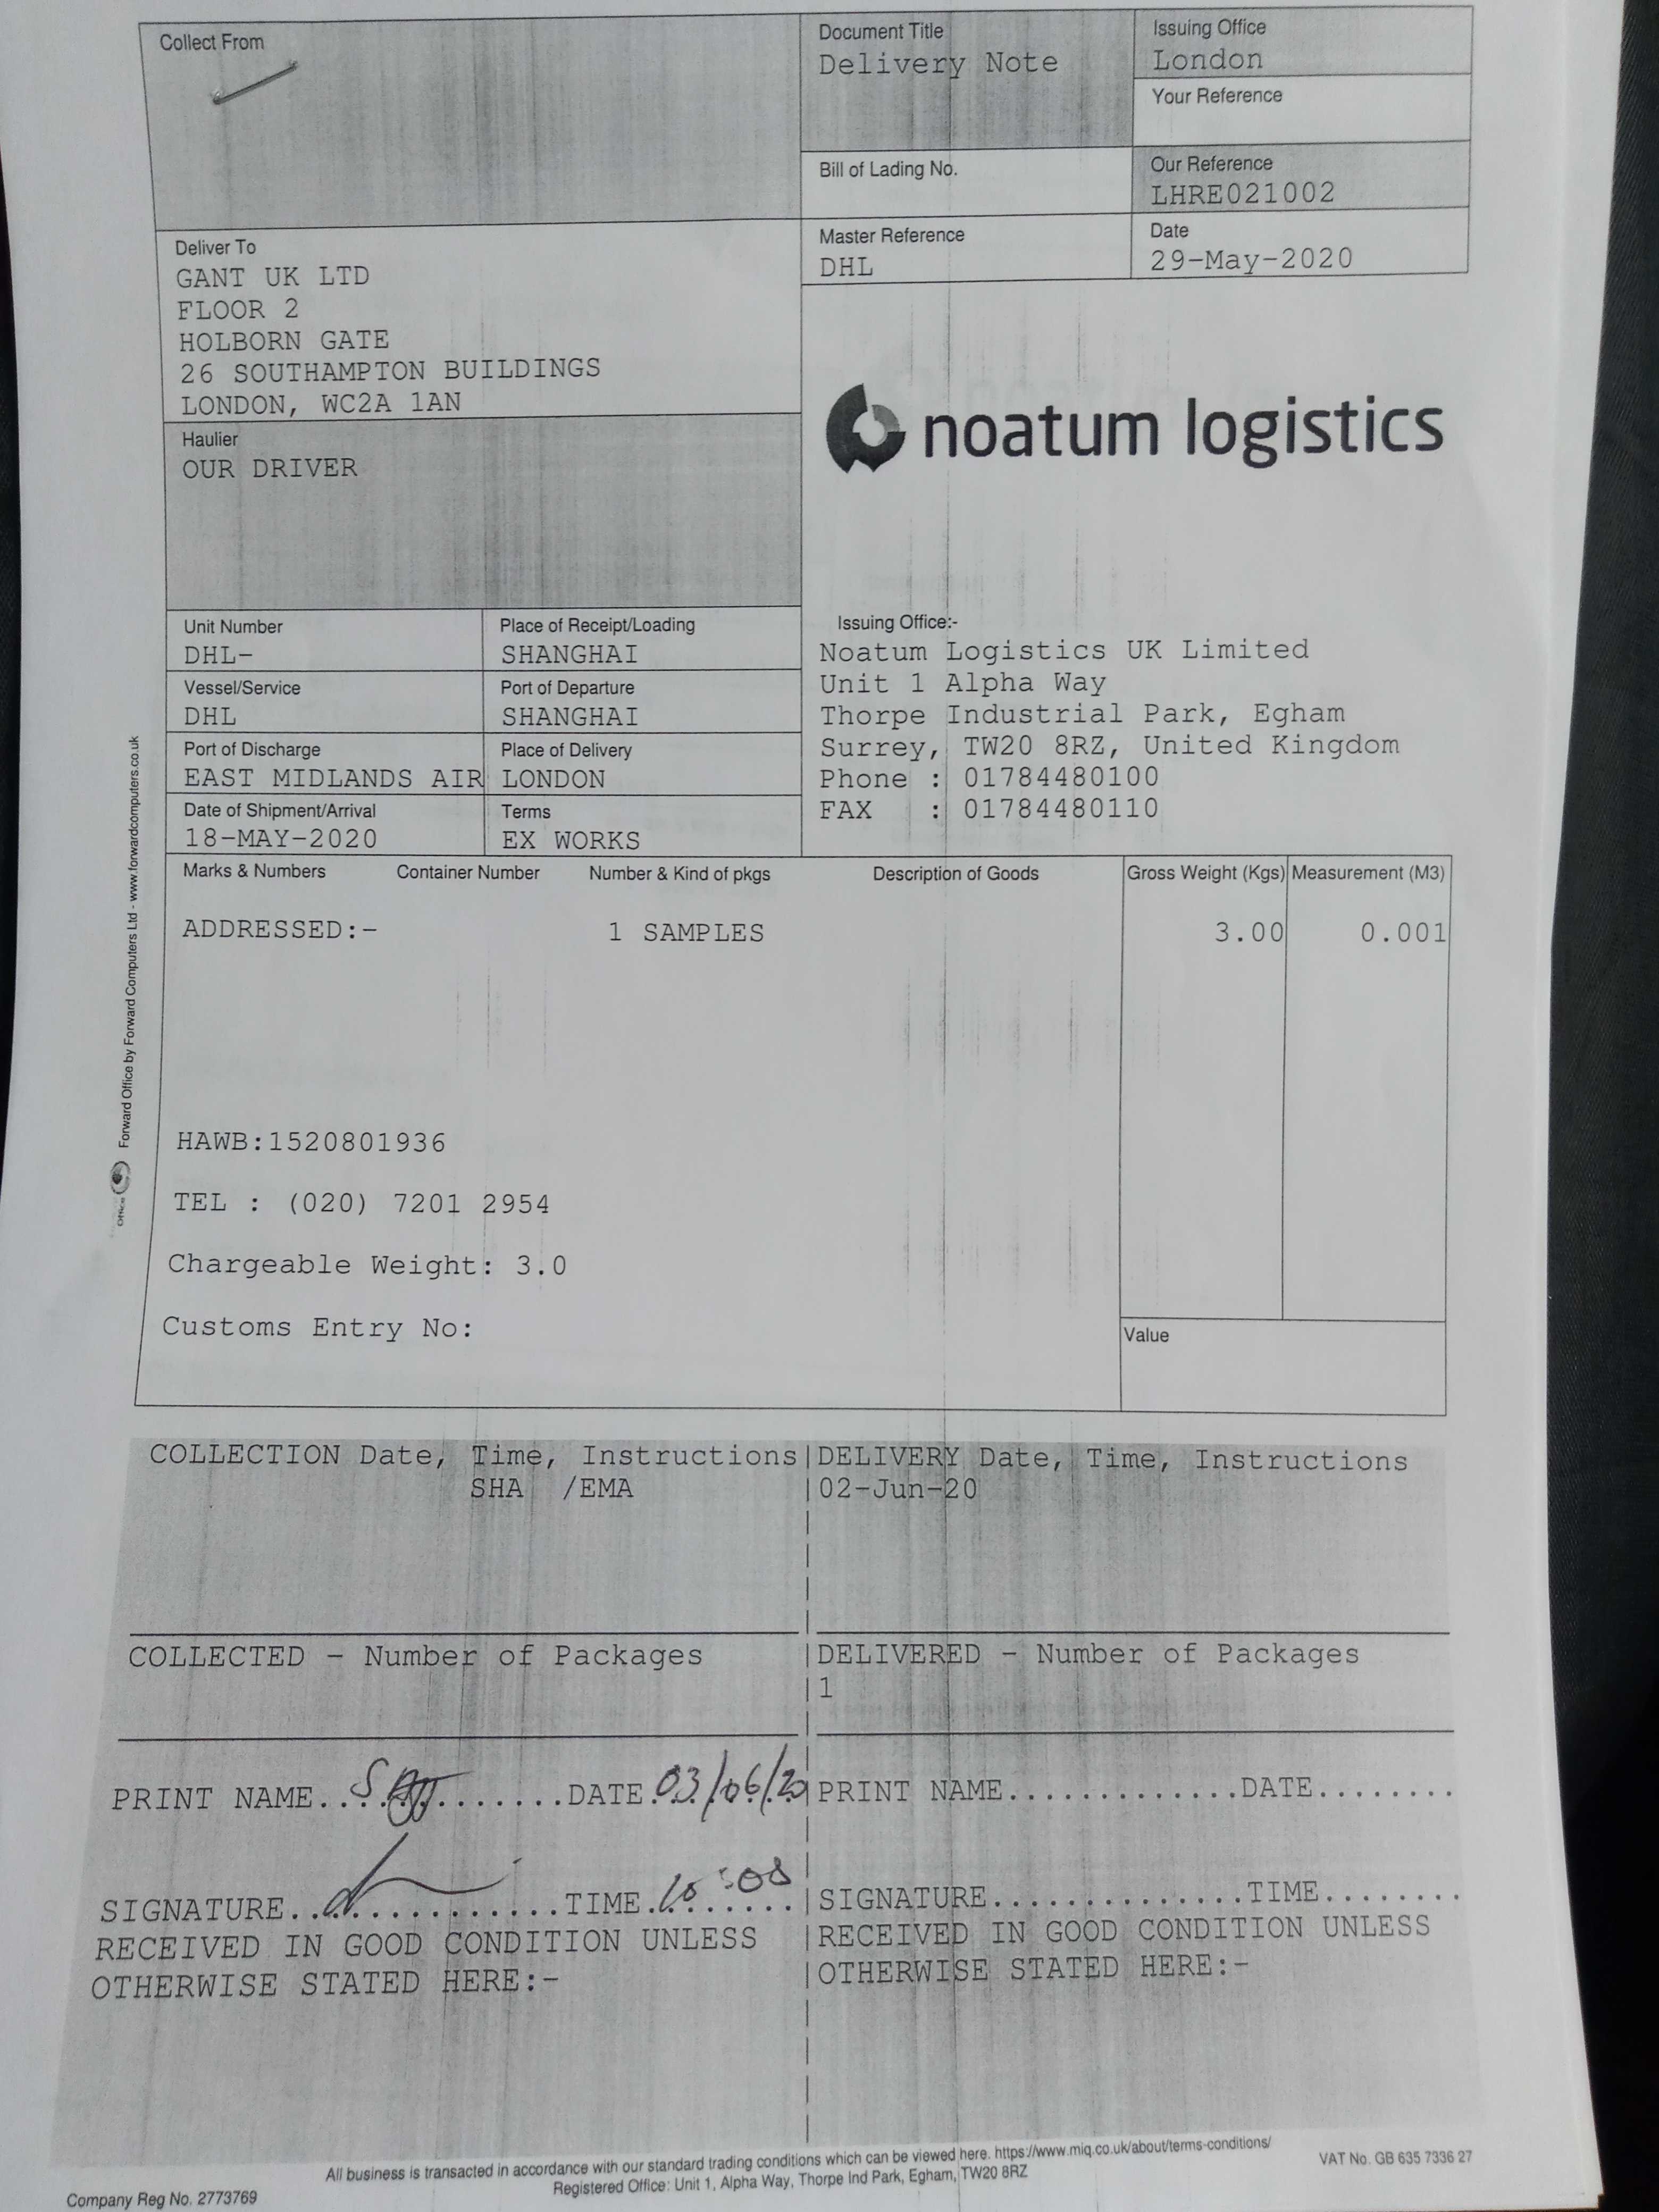 Collect From
Document Title
Delivery Note
Issuing Office
London
Your Reference
Bill of Lading No.
Our Reference
LHRE021002
Deliver To
GANT UK LTD
FLOOR 2
HOLBORN GATE
26 SOUTHAMPTON BUILDINGS
LONDON, WC2A 1AN
Master Reference
DHL
Date
29-May-2020
noatum logistics
Haulier
OUR DRIVER
Unit Number
DHL-
Place of Receipt/Loading
SHANGHAI
Vessel/Service
DHL
Port of Departure
SHANGHAI
Port of Discharge
EAST MIDLANDS AIR
Place of Delivery
LONDON
Date of Shipment/Arrival
18-MAY-2020
Terms
EX WORKS
Issuing Office:-
Noatum Logistics UK Limited
Unit 1 Alpha Way
Thorpe Industrial Park, Egham
Surrey, TW20 8RZ, United Kingdom
Phone : 01784480100
FAX : 01784480110
Marks & Numbers Container Number Number & Kind of pkgs Description of Goods Gross Weight (Kgs) Measurement (M3)
ADDRESSED:- 1 SAMPLES 3.00 0.001
HAWB:1520801936
TEL : (020) 7201 2954
Chargeable Weight: 3.0
Customs Entry No:
Value
Forward Office by Forward Computers Ltd - www.forwardcomputers.co.uk
COLLECTION Date, Time, Instructions
SHA /EMA
DELIVERY Date, Time, Instructions
02-Jun-20
COLLECTED - Number of Packages
DELIVERED - Number of Packages
1
PRINT NAME.............DATE 03/06/20
PRINT NAME.............DATE........
SIGNATURE..............TIME 10:08
SIGNATURE..............TIME........
RECEIVED IN GOOD CONDITION UNLESS
OTHERWISE STATED HERE:-
RECEIVED IN GOOD CONDITION UNLESS
OTHERWISE STATED HERE:-
All business is transacted in accordance with our standard trading conditions which can be viewed here. https://www.miq.co.uk/about/terms-conditions/
Registered Office: Unit 1, Alpha Way, Thorpe Ind Park, Egham, TW20 8RZ
VAT No. GB 635 7336 27
Company Reg No. 2773769